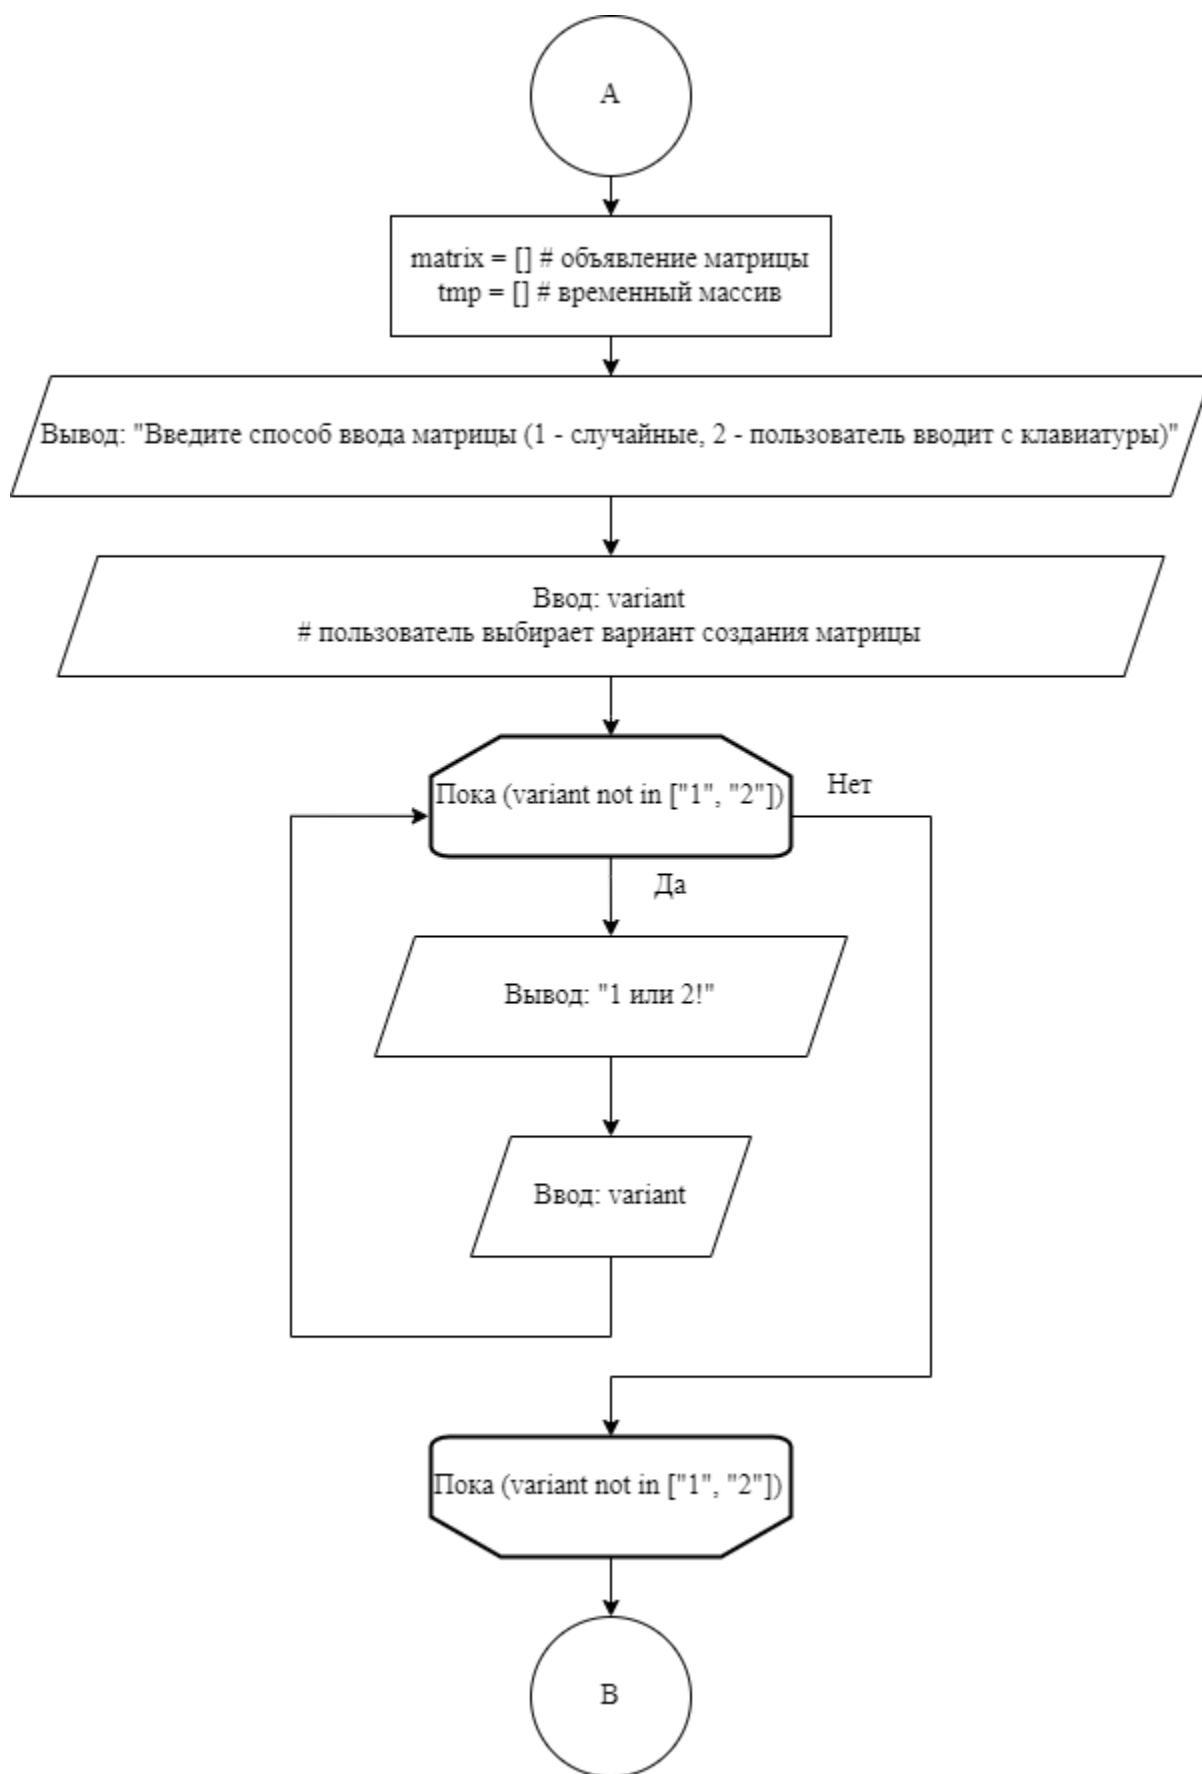 A
matrix = [] # объявление матрицы
tmp = [] # временный массив
Вывод: "Введите способ ввода матрицы (1 - случайные, 2 - пользователь вводит с клавиатуры)"
Ввод: variant
# пользователь выбирает вариант создания матрицы
Пока (variant not in ["1", "2"])
Нет
Да
Вывод: "1 или 2!"
Ввод: variant
Пока (variant not in ["1", "2"])
B